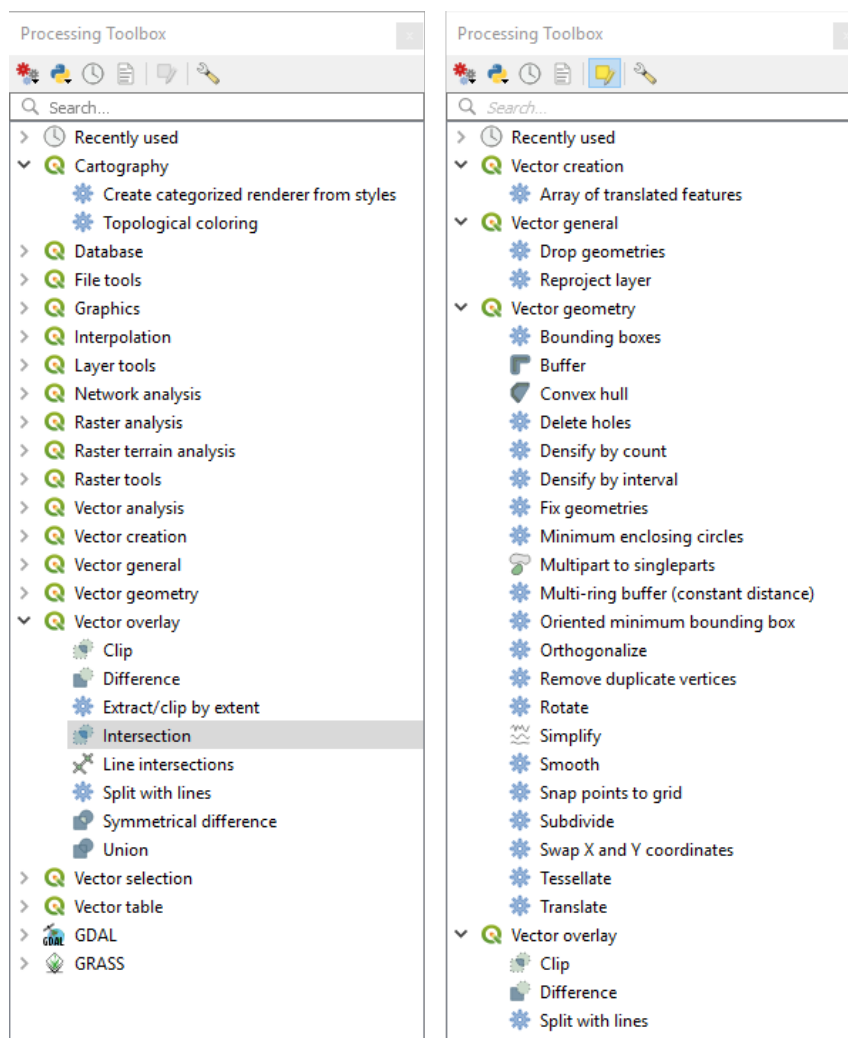 Processing Toolbox
Search...
Recently used
Cartography
Create categorized renderer from styles
Topological coloring
Database
File tools
Graphics
Interpolation
Layer tools
Network analysis
Raster analysis
Raster terrain analysis
Raster tools
Vector analysis
Vector creation
Vector general
Vector geometry
Vector overlay
Clip
Difference
Extract/clip by extent
Intersection
Line intersections
Split with lines
Symmetrical difference
Union
Vector selection
Vector table
GDAL
GDAL
GRASS
Processing Toolbox
Search...
Recently used
Vector creation
Array of translated features
Vector general
Drop geometries
Reproject layer
Vector geometry
Bounding boxes
Buffer
Convex hull
Delete holes
Densify by count
Densify by interval
Fix geometries
Minimum enclosing circles
Multipart to singleparts
Multi-ring buffer (constant distance)
Oriented minimum bounding box
Orthogonalize
Remove duplicate vertices
Rotate
Simplify
Smooth
Snap points to grid
Subdivide
Swap X and Y coordinates
Tessellate
Translate
Vector overlay
Clip
Difference
Split with lines